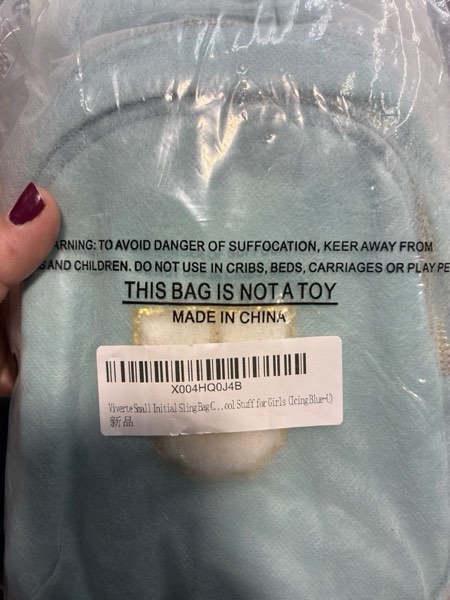 ARNING: TO AVOID DANGER OF SUFFOCATION, KEER AWAY FROM
S AND CHILDREN. DO NOT USE IN CRIBS, BEDS, CARRIAGES OR PLAY PE
THIS BAG IS NOT A TOY
MADE IN CHINA
X004HQ0J4B
Viverte Small Initial Sling Bag C...ool Stuff for Girls (Icing Blue-U)
新品